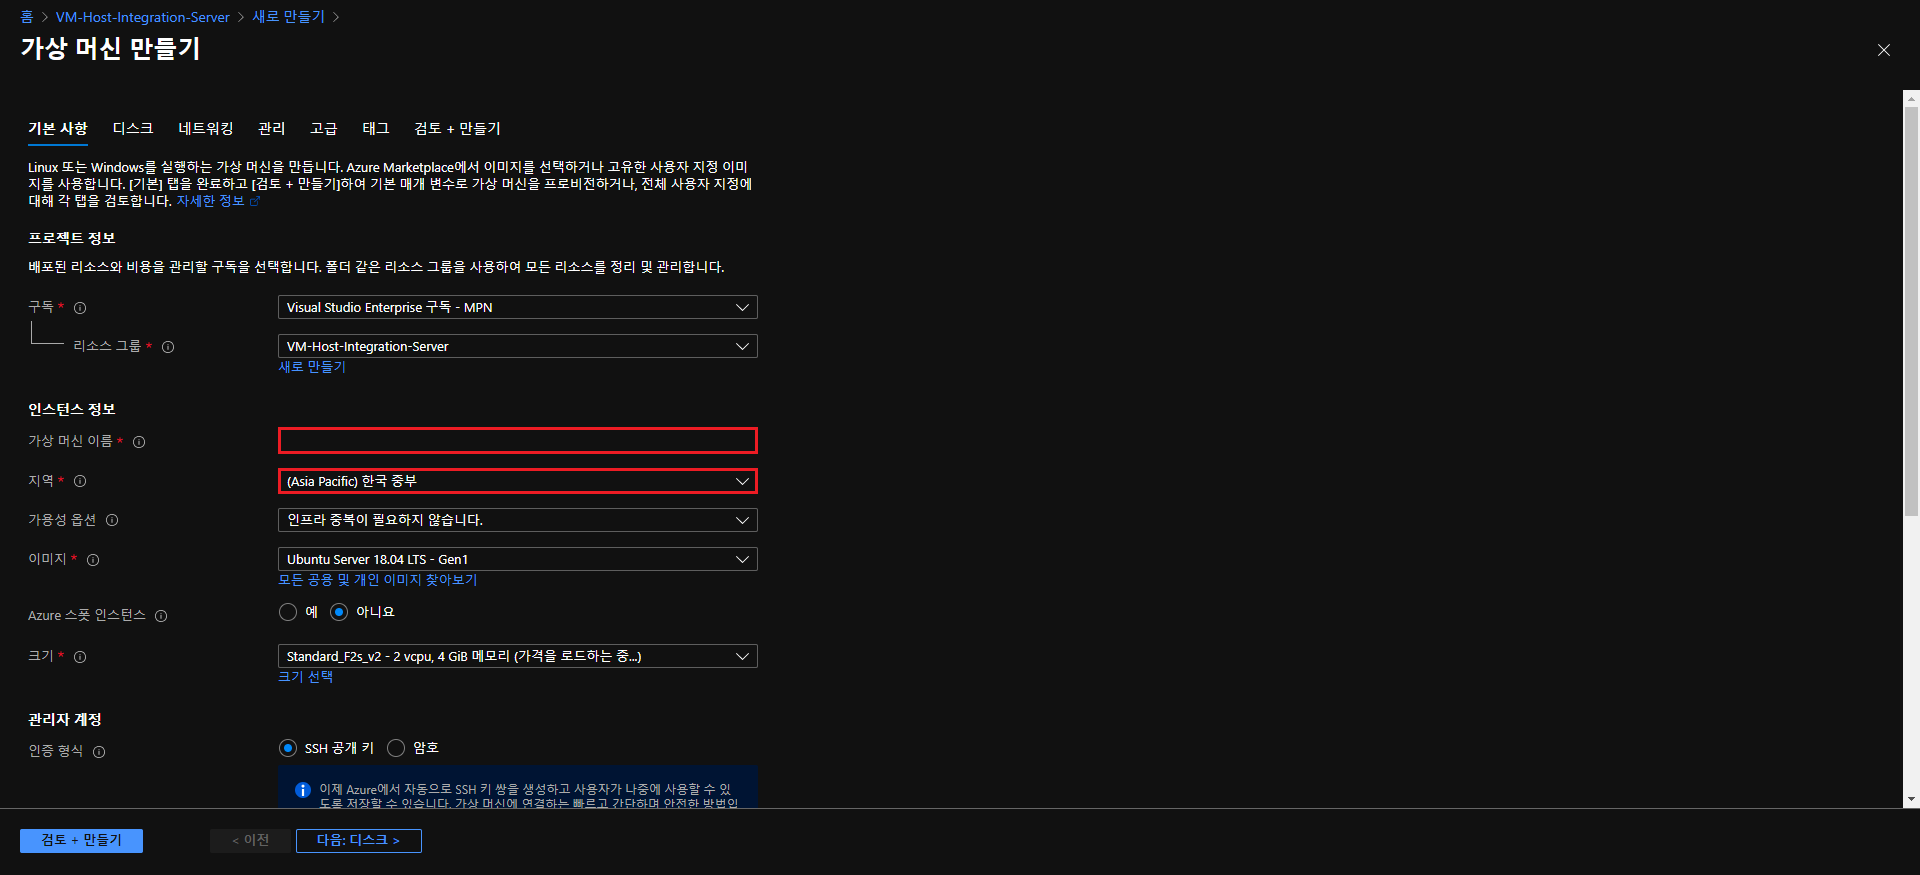 홈 > VM-Host-Integration-Server > 새로 만들기 >
가상 머신 만들기
기본 사항 디스크 네트워킹 관리 고급 태그 검토 + 만들기
Linux 또는 Windows를 실행하는 가상 머신을 만듭니다. Azure Marketplace에서 이미지를 선택하거나 고유한 사용자 지정 이미
지를 사용합니다. [기본] 탭을 완료하고 [검토 + 만들기]하여 기본 매개 변수로 가상 머신을 프로비전하거나, 전체 사용자 지정에
대해 각 탭을 검토합니다. 자세한 정보
프로젝트 정보
배포된 리소스와 비용을 관리할 구독을 선택합니다. 폴더 같은 리소스 그룹을 사용하여 모든 리소스를 정리 및 관리합니다.
구독 * Visual Studio Enterprise 구독 - MPN
리소스 그룹 * VM-Host-Integration-Server
새로 만들기
인스턴스 정보
가상 머신 이름 *
지역 * (Asia Pacific) 한국 중부
가용성 옵션 인프라 중복이 필요하지 않습니다.
이미지 * Ubuntu Server 18.04 LTS - Gen1
모든 공용 및 개인 이미지 찾아보기
Azure 스폿 인스턴스 예 아니요
크기 * Standard_F2s_v2 - 2 vcpu, 4 GiB 메모리 (가격을 로드하는 중...)
크기 선택
관리자 계정
인증 형식 SSH 공개 키 암호
이제 Azure에서 자동으로 SSH 키 쌍을 생성하고 사용자가 나중에 사용할 수 있
도록 저장할 수 있습니다. 가상 머신에 연결하는 빠르고 간단하며 안전한 방법입
검토 + 만들기 < 이전 다음: 디스크 >